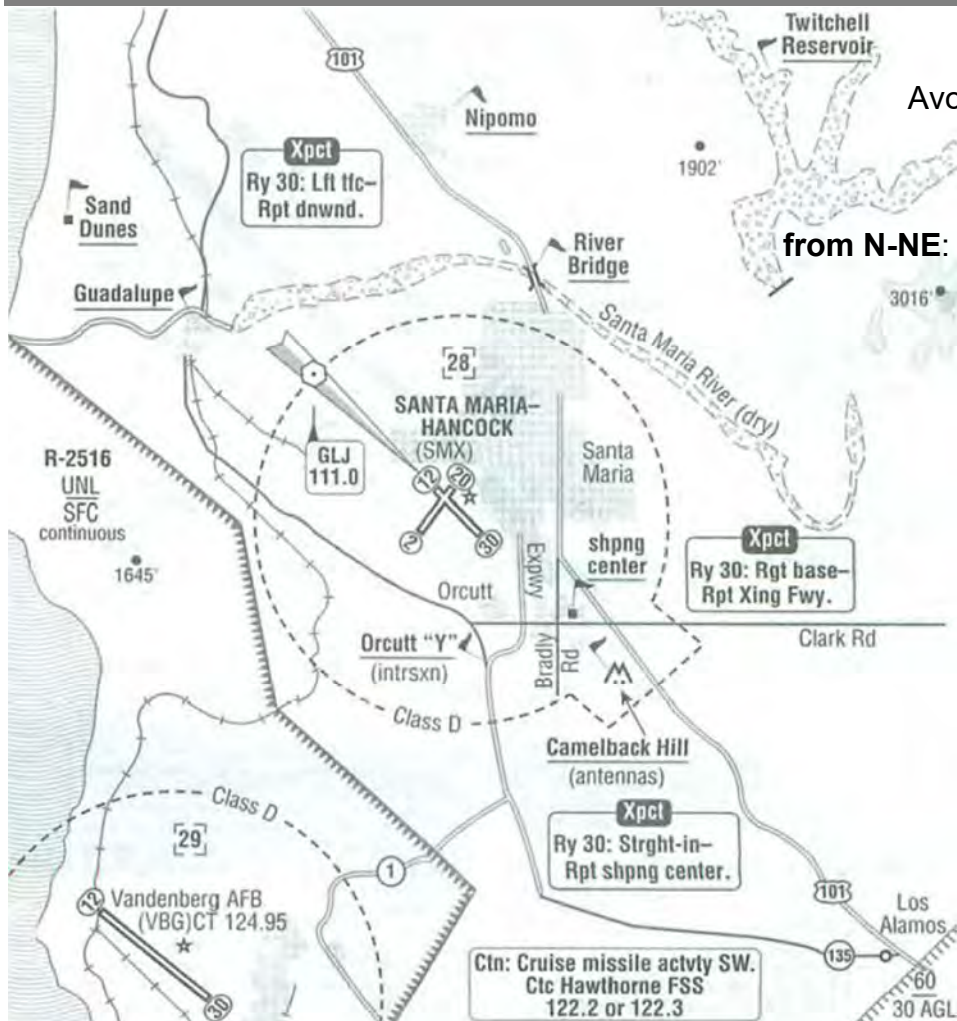 Twitchell
Reservoir
101
Avo
Nipomo
Xpct
Ry 30: Lft tfc–
Rpt dnwnd.
1902'
Sand
Dunes
River
Bridge
from N-NE:
Guadalupe
3016'
Santa Maria River (dry)
28
SANTA MARIA–
HANCOCK
(SMX)
GLJ
111.0
Santa
Maria
12
20
R-2516
UNL
SFC
continuous
2
30
Expwy
shpng
center
Xpct
Ry 30: Rgt base–
Rpt Xing Fwy.
1645'
Orcutt
Clark Rd
Orcutt "Y"
(intrsxn)
Bradly
Rd
Class D
Camelback Hill
(antennas)
Class D
Xpct
Ry 30: Strght-in–
Rpt shpng center.
29
1
12
Vandenberg AFB
(VBG)CT 124.95
101
Los
Alamos
135
Ctn: Cruise missile actvty SW.
Ctc Hawthorne FSS
122.2 or 122.3
30
60
30 AGL